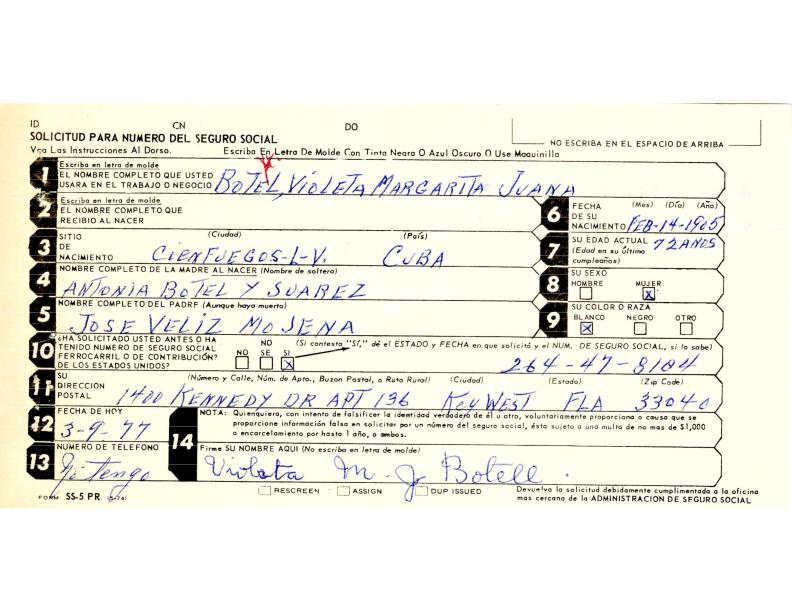 ID CN DO
SOLICITUD PARA NUMERO DEL SEGURO SOCIAL
NO ESCRIBA EN EL ESPACIO DE ARRIBA
Vea Las Instrucciones Al Dorso. Escriba En Letra De Molde Con Tinta Negra O Azul Oscuro O Use Maquinilla
1 Escriba en letra de molde
EL NOMBRE COMPLETO QUE USTED
USARA EN EL TRABAJO O NEGOCIO BOTEL, VIOLETA MARGARITA JUANA
2 Escriba en letra de molde
EL NOMBRE COMPLETO QUE
RECIBIO AL NACER
6 FECHA DE SU NACIMIENTO (Mes) (Día) (Año) FEB-14-1905
3 SITIO DE NACIMIENTO (Ciudad) (País)
CIENFUEGOS-L-V. CUBA
7 SU EDAD ACTUAL 72 AÑOS
(Edad en su último
cumpleaños)
4 NOMBRE COMPLETO DE LA MADRE AL NACER (Nombre de soltera)
ANTONIA BOTEL Y SUAREZ
8 SU SEXO
HOMBRE MUJER X
5 NOMBRE COMPLETO DEL PADRE (Aunque haya muerto)
JOSE VELIZ MOJENA
9 SU COLOR O RAZA
BLANCO X NEGRO OTRO
10 ¿HA SOLICITADO USTED ANTES O HA
TENIDO NUMERO DE SEGURO SOCIAL
FERROCARRIL O DE CONTRIBUCIÓN?
DE LOS ESTADOS UNIDOS?
NO NO SE SI X
(Si contesta "SÍ," dé el ESTADO y FECHA en que solicitó y el NUM. DE SEGURO SOCIAL, si lo sabe)
264-47-8184
11 SU DIRECCION POSTAL (Número y Calle, Núm. de Apto., Buzon Postal, o Ruta Rural) (Ciudad) (Estado) (Zip Code)
1400 KENNEDY DR APT 136 KEY WEST FLA 33040
12 FECHA DE HOY
3-9-77
14 NOTA: Quienquiera, con intento de falsificar la identidad verdadera de él u otro, voluntariamente proporciona o causa que se
proporcione información falsa en solicitar por un número del seguro social, ésta sujeto a una multa de no mas de $1,000
o encarcelamiento por hasta 1 año, o ambos.
13 NUMERO DE TELEFONO
No tengo
Firme SU NOMBRE AQUI (No escriba en letra de molde)
Violeta M. J Botell.
FORM SS-5 PR (5-74)
RESCREEN ASSIGN DUP ISSUED
Devuelva la solicitud debidamente cumplimentada a la oficina
mas cercana de la ADMINISTRACION DE SEGURO SOCIAL